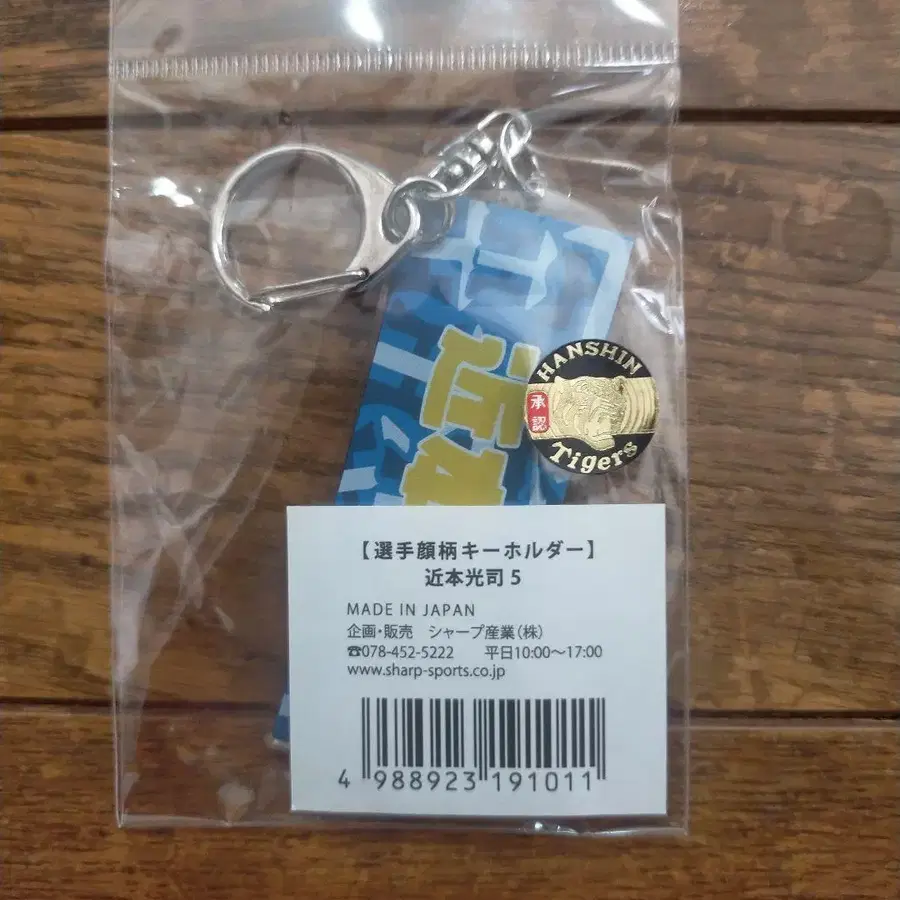 近本
HANSHIN
承認
Tigers
【選手顔柄キーホルダー】
近本光司 5
MADE IN JAPAN
企画・販売　シャープ産業(株)
☎078-452-5222　平日10:00～17:00
www.sharp-sports.co.jp
4 988923 191011